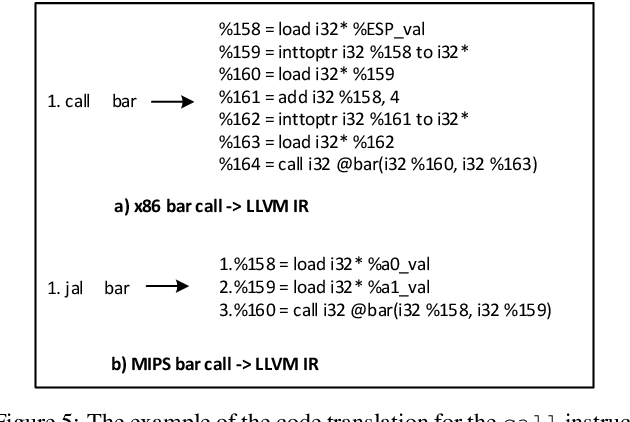 %158 = load i32* %ESP_val
%159 = inttoptr i32 %158 to i32*
%160 = load i32* %159
1. call bar
%161 = add i32 %158, 4
%162 = inttoptr i32 %161 to i32*
%163 = load i32* %162
%164 = call i32 @bar(i32 %160, i32 %163)
a) x86 bar call -> LLVM IR
1.%158 = load i32* %a0_val
1. jal bar
2.%159 = load i32* %a1_val
3.%160 = call i32 @bar(i32 %158, i32 %159)
b) MIPS bar call -> LLVM IR
Figure 5: The example of the code translation for the call